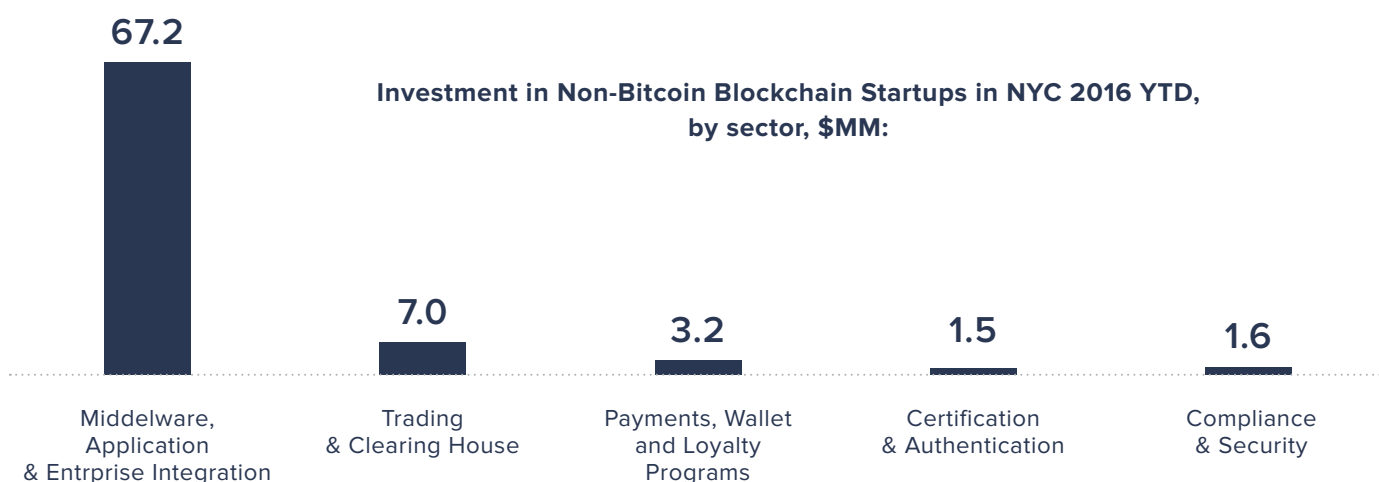 67.2
Investment in Non-Bitcoin Blockchain Startups in NYC 2016 YTD,
by sector, $MM:
7.0
3.2
1.5
1.6
Middelware,
Application
& Entrprise Integration
Trading
& Clearing House
Payments, Wallet
and Loyalty
Programs
Certification
& Authentication
Compliance
& Security